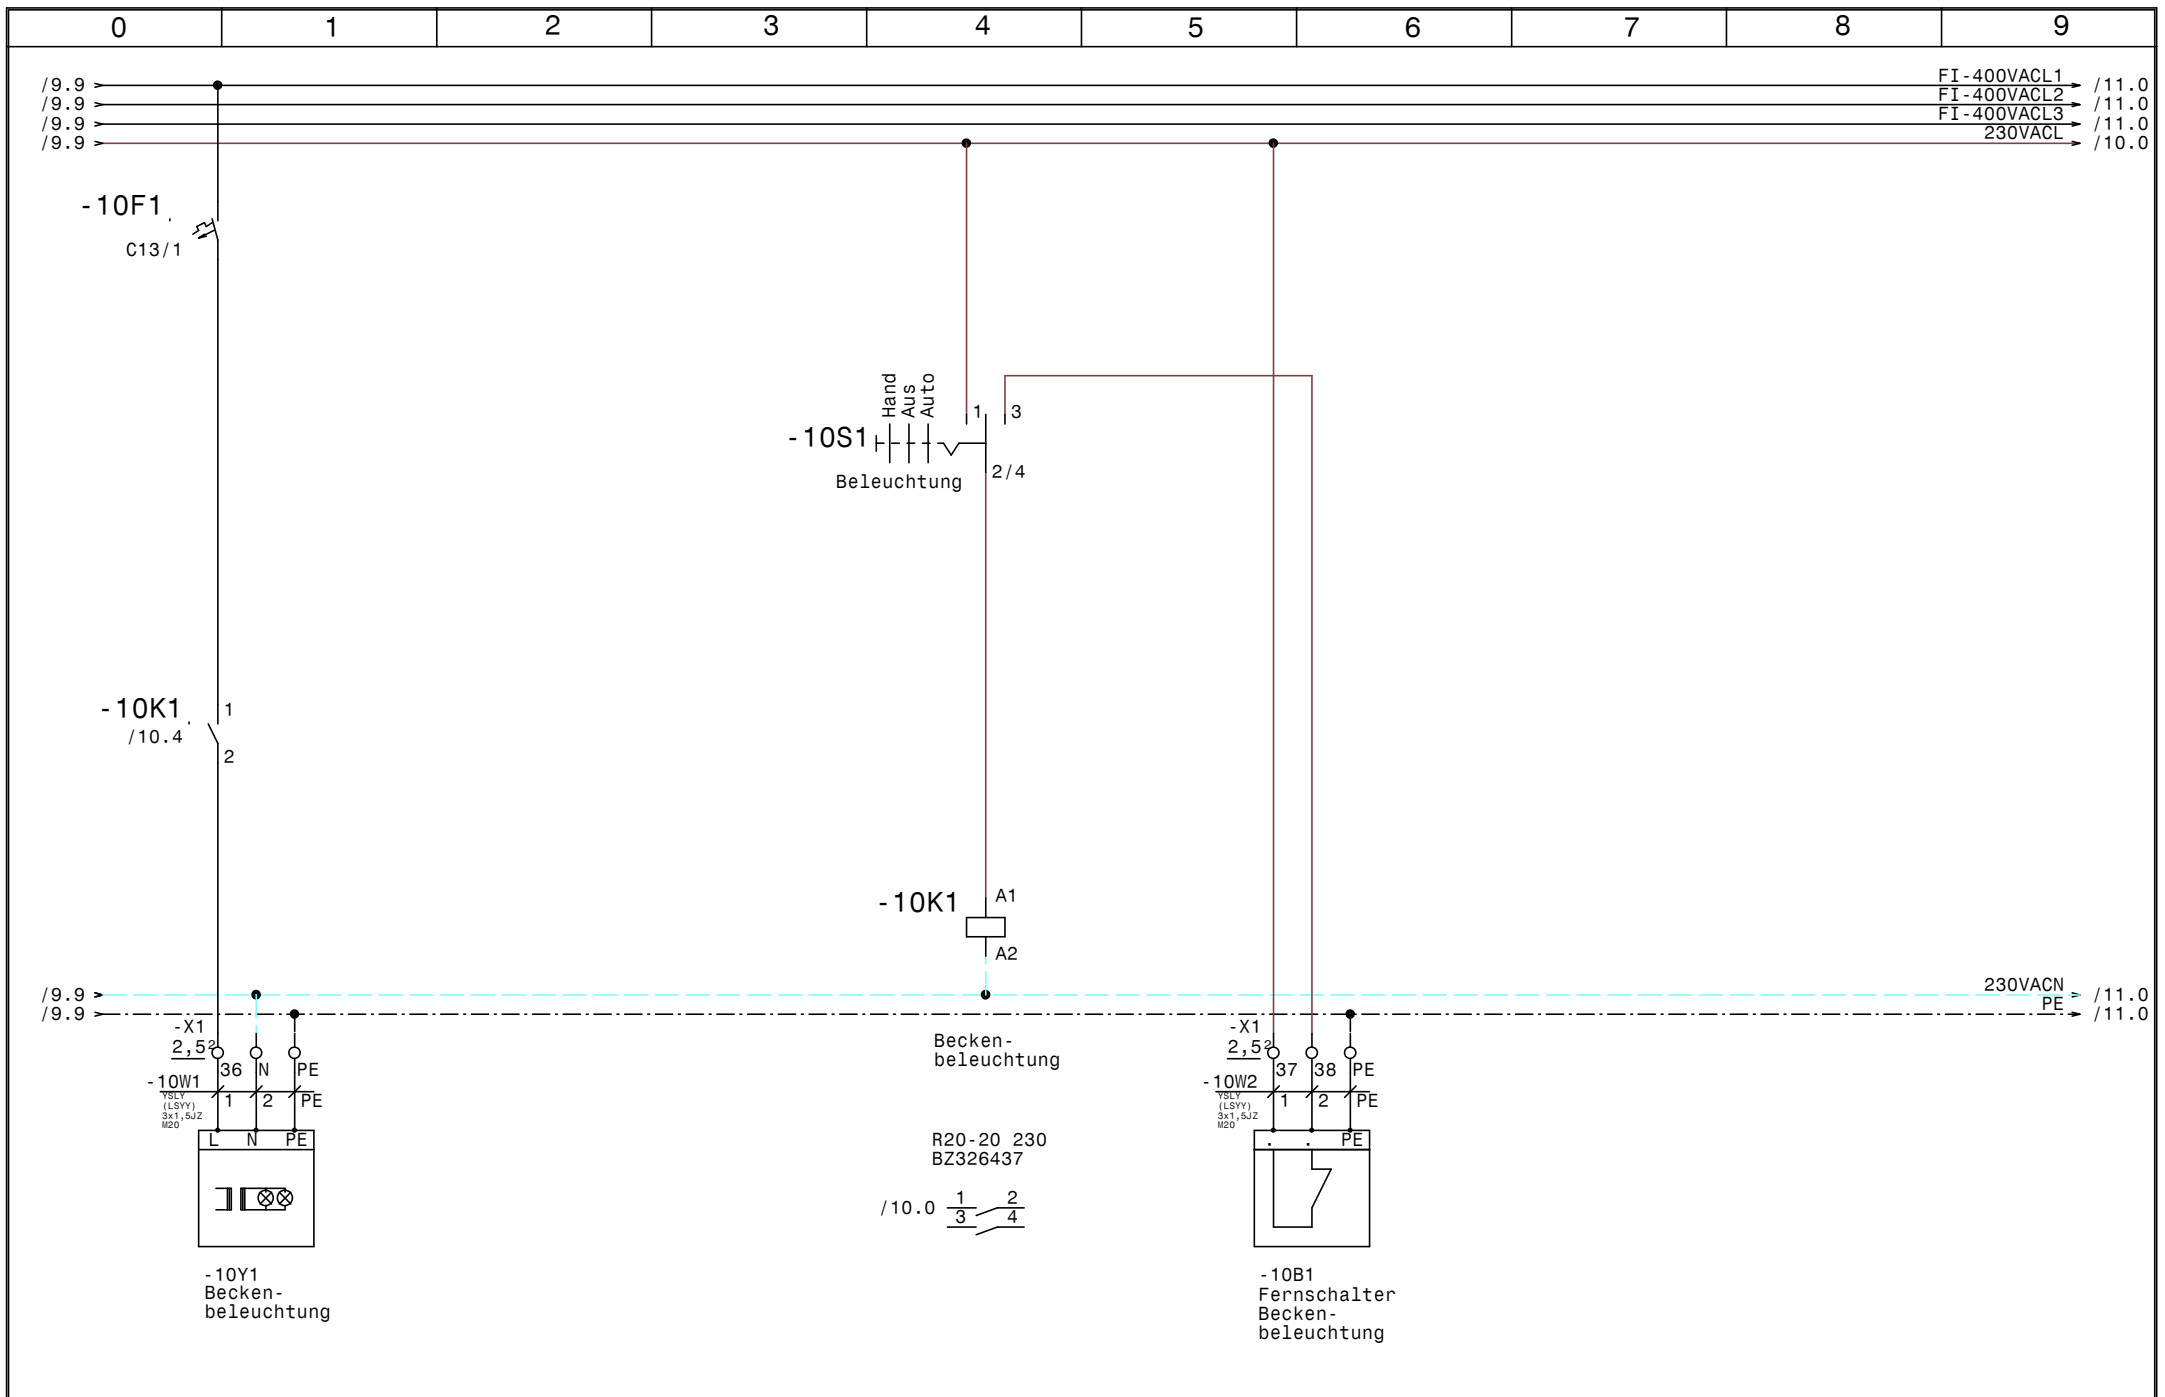 0 1 2 3 4 5 6 7 8 9
/9.9 FI-400VACL1 /11.0
/9.9 FI-400VACL2 /11.0
/9.9 FI-400VACL3 /11.0
/9.9 230VACL /10.0
-10F1
C13/1
Hand
Aus
Auto
1 3
-10S1
2/4
Beleuchtung
-10K1 1
/10.4
2
-10K1 A1
A2
/9.9 230VACN /11.0
/9.9 PE /11.0
-X1
2,5²
36 N PE
-10W1
YSLY
(LSYY)
3x1,5JZ
M20
1 2 PE
L N PE
-10Y1
Becken-
beleuchtung
Becken-
beleuchtung
R20-20 230
BZ326437
/10.0 1 2
3 4
-X1
2,5²
37 38 PE
-10W2
YSLY
(LSYY)
3x1,5JZ
M20
1 2 PE
. . PE
-10B1
Fernschalter
Becken-
beleuchtung